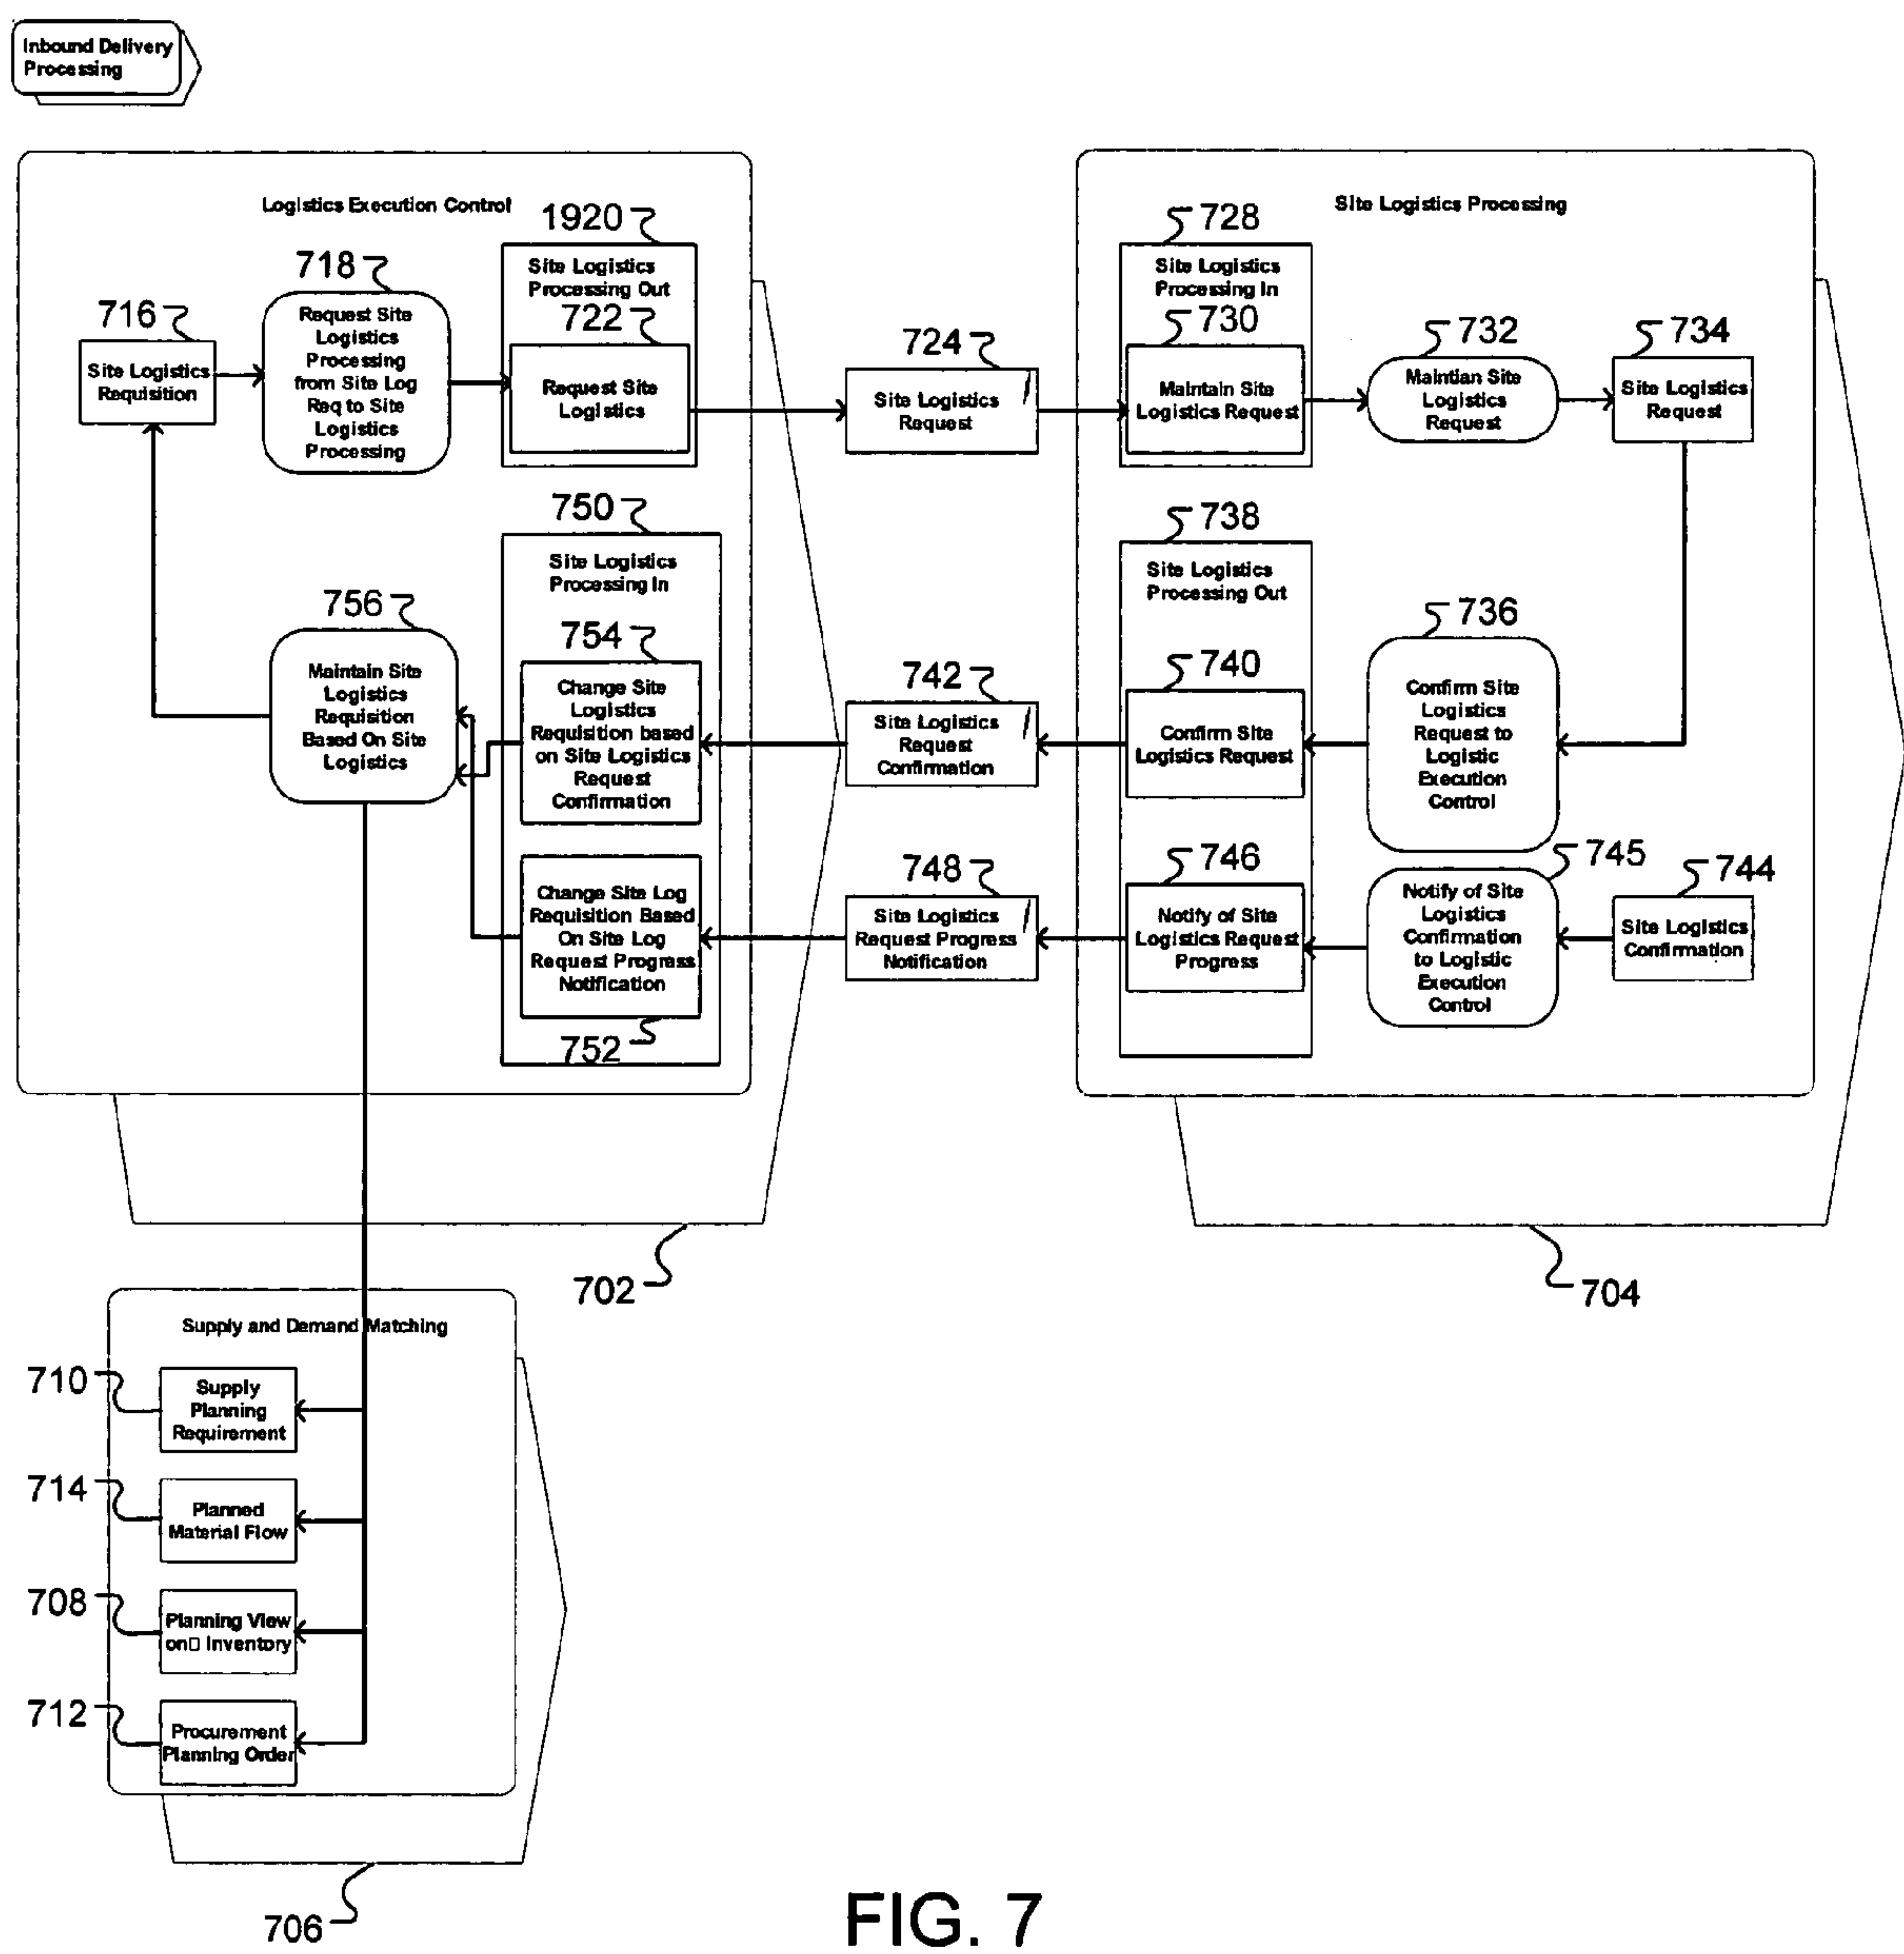 Inbound Delivery
Processing
Logistics Execution Control
1920
Site Logistics
Processing Out
718
722
716
Site Logistics
Requisition
Request Site
Logistics
Processing
from Site Log
Req to Site
Logistics
Processing
Request Site
Logistics
724
Site Logistics
Request
Site Logistics Processing
728
Site Logistics
Processing In
730
Maintain Site
Logistics Request
732
Maintian Site
Logistics
Request
734
Site Logistics
Request
750
Site Logistics
Processing In
756
Maintain Site
Logistics
Requisition
Based On Site
Logistics
754
Change Site
Logistics
Requisition based
on Site Logistics
Request
Confirmation
742
Site Logistics
Request
Confirmation
738
Site Logistics
Processing Out
740
Confirm Site
Logistics Request
736
Confirm Site
Logistics
Request to
Logistic
Execution
Control
Change Site Log
Requisition Based
On Site Log
Request Progress
Notification
752
748
Site Logistics
Request Progress
Notification
746
Notify of Site
Logistics Request
Progress
745
Notify of Site
Logistics
Confirmation
to Logistic
Execution
Control
744
Site Logistics
Confirmation
702
704
Supply and Demand Matching
710
Supply
Planning
Requirement
714
Planned
Material Flow
708
Planning View
on□ Inventory
712
Procurement
Planning Order
706
FIG. 7